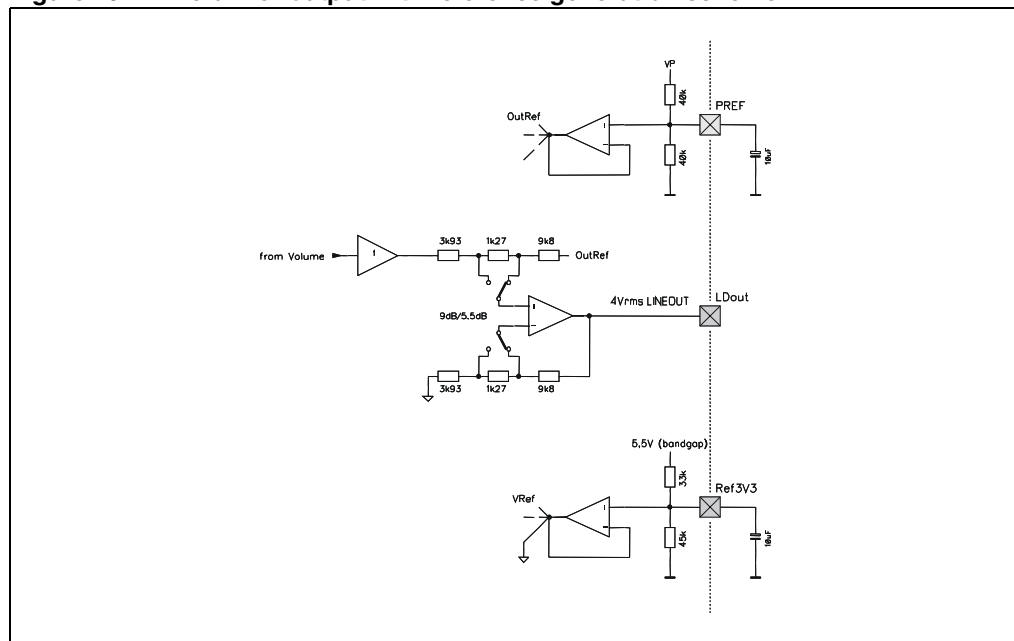 VP
40k
PREF
OutRef
40k
10uF
3k93
1k27
9k8
from Volume
1
OutRef
4Vrms LINEOUT
LDout
9dB/5.5dB
3k93
1k27
9k8
5.5V (bandgap)
33k
Ref3V3
VRef
45k
10uF